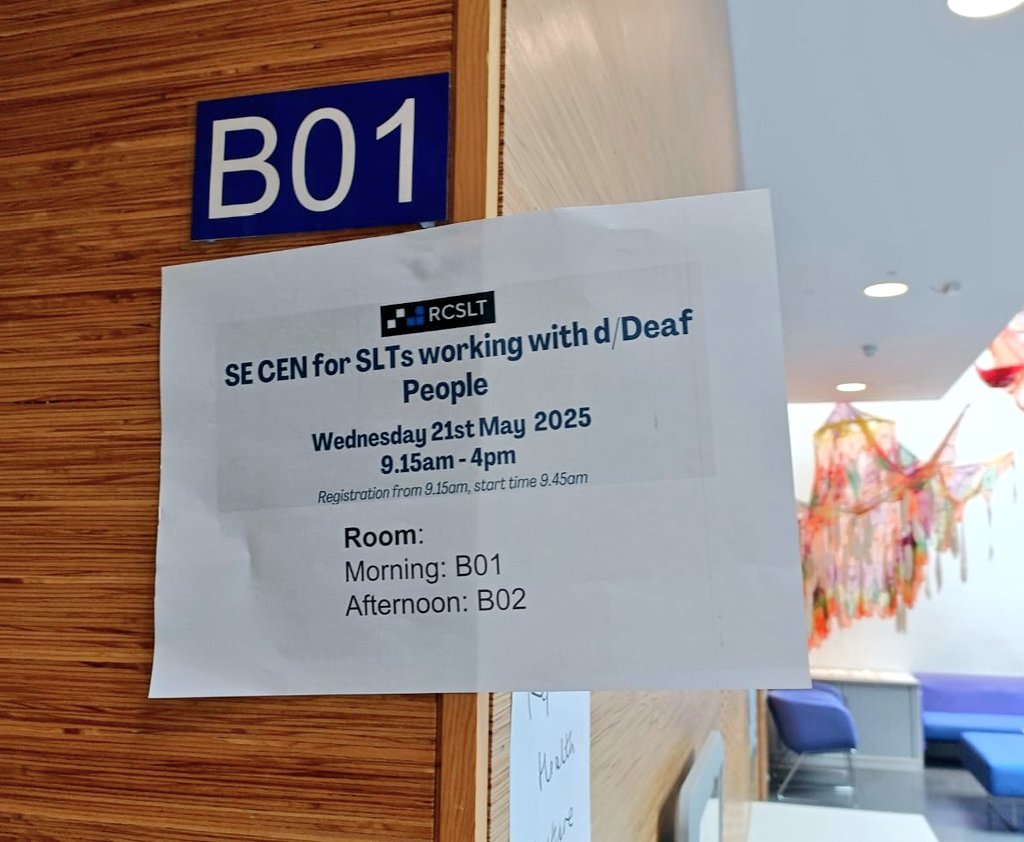 B01
RCSLT
SE CEN for SLTs working with d/Deaf
People
Wednesday 21st May 2025
9.15am - 4pm
Registration from 9.15am, start time 9.45am
Room:
Morning: B01
Afternoon: B02
Health